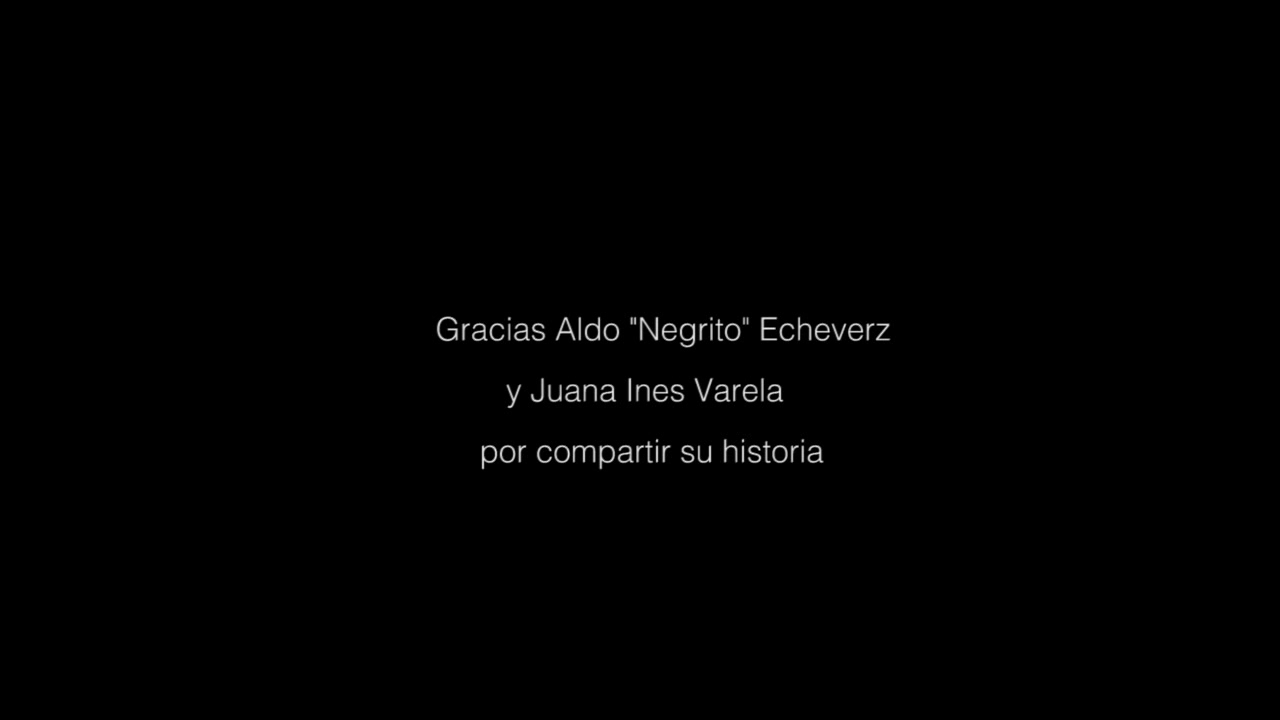 Gracias Aldo "Negrito" Echeverz
y Juana Ines Varela
por compartir su historia